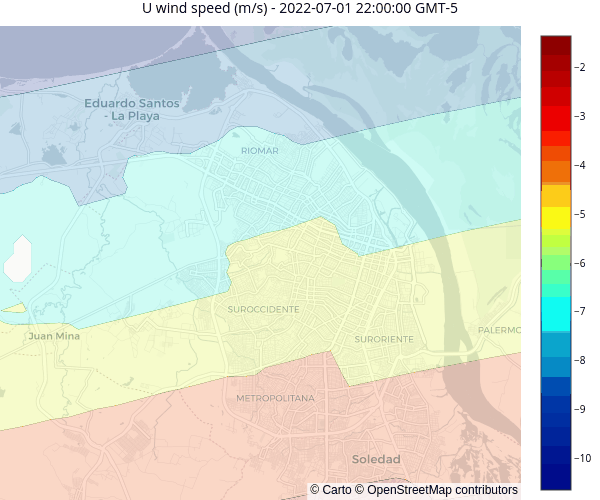 U wind speed (m/s) - 2022-07-01 22:00:00 GMT-5
Eduardo Santos
- La Playa
RIOMAR
SUROCCIDENTE
Juan Mina
SURORIENTE
PALERMO
METROPOLITANA
Soledad
© Carto © OpenStreetMap contributors
−2
−3
−4
−5
−6
−7
−8
−9
−10